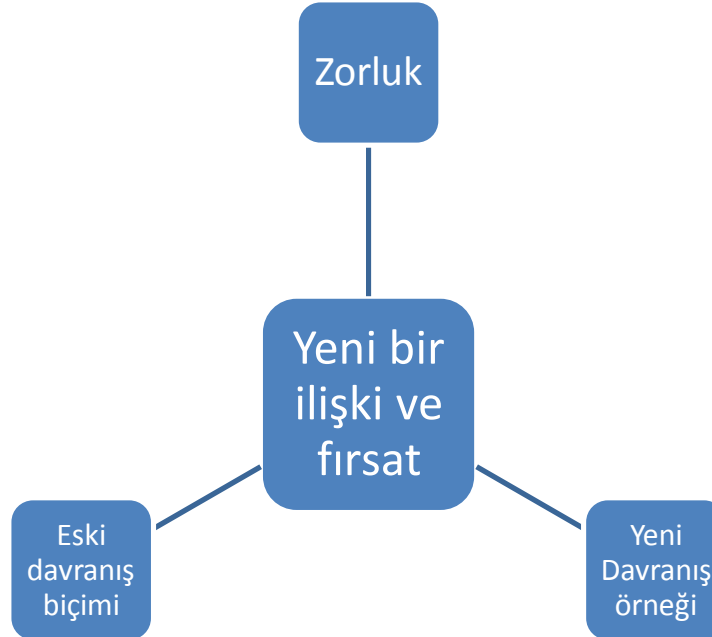 Zorluk
Yeni bir
ilişki ve
fırsat
Eski
davranış
biçimi
Yeni
Davranış
örneği